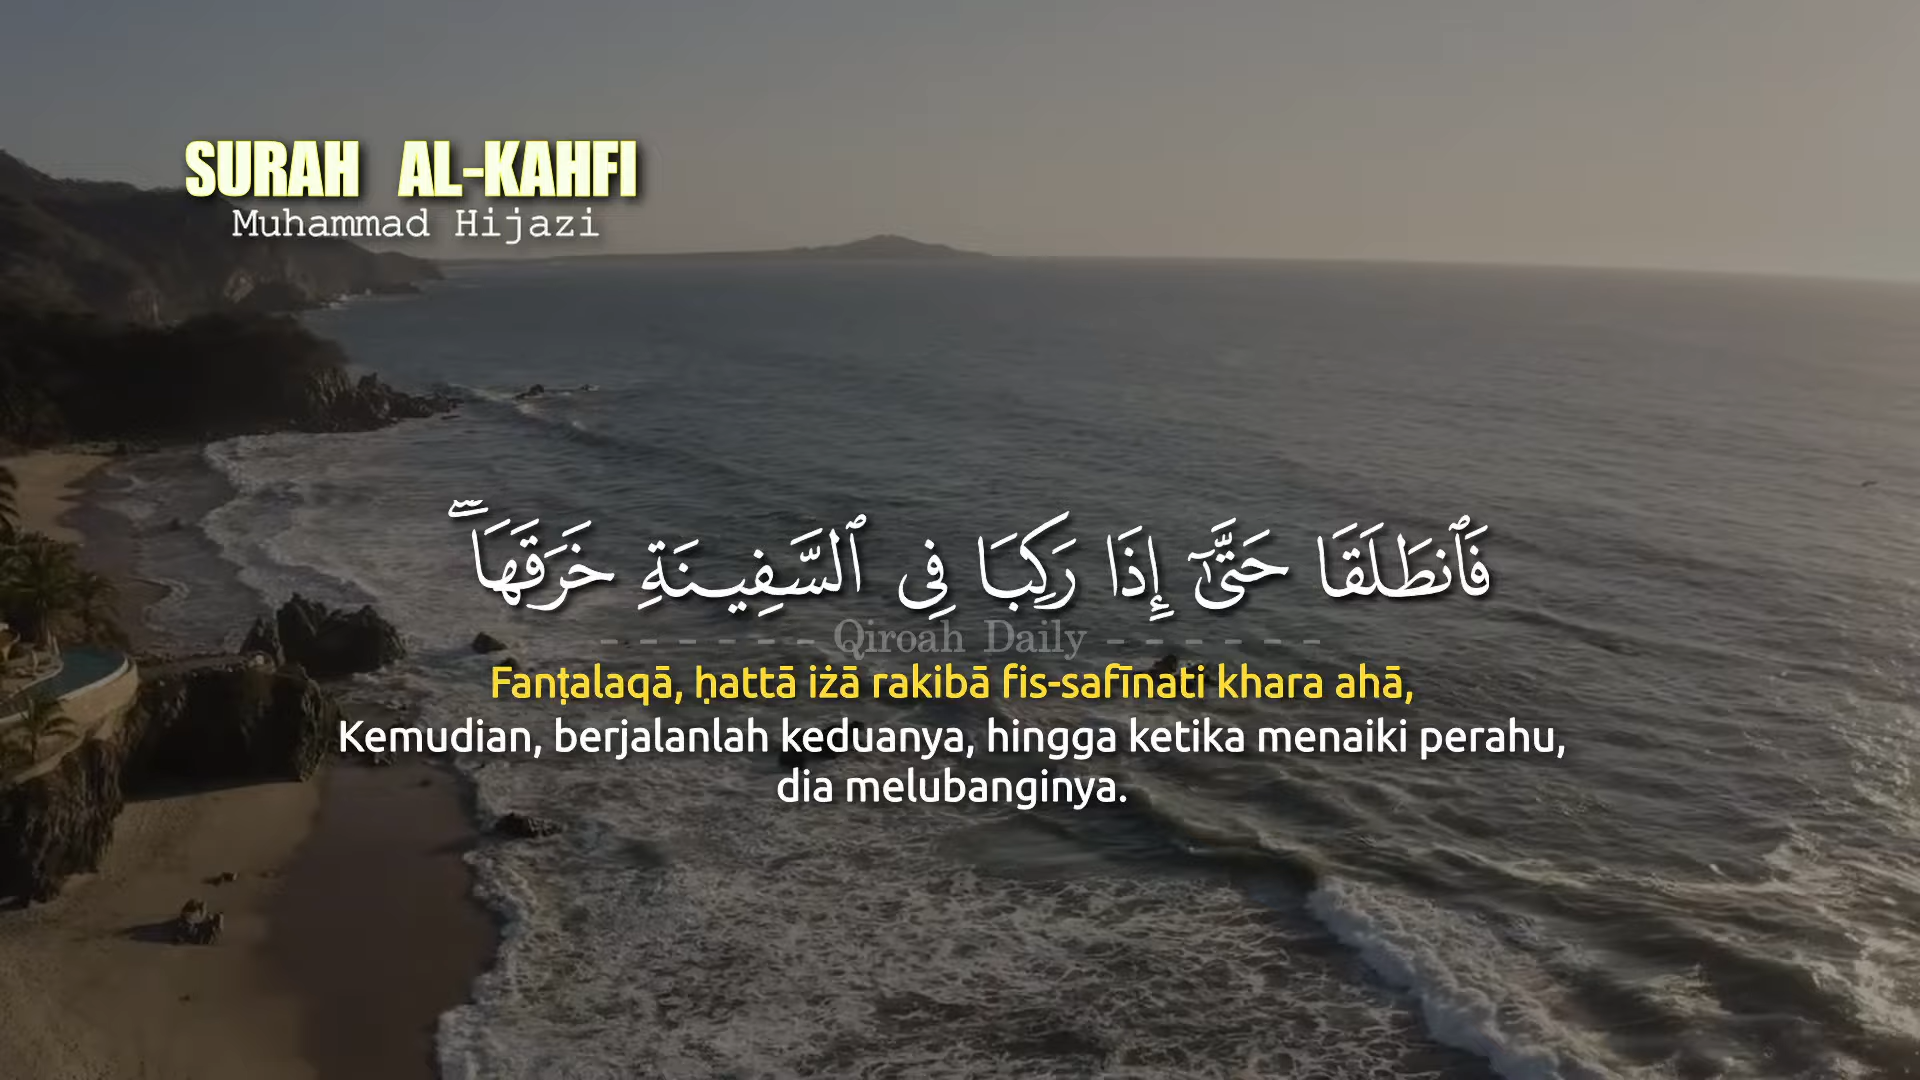 SURAH AL-KAHFI
Muhammad Hijazi
فَٱنطَلَقَا حَتَّىٰٓ إِذَا رَكِبَا فِى ٱلسَّفِينَةِ خَرَقَهَا ۖ
- - - - - - Qiroah Daily - - - - - -
Fanṭalaqā, ḥattā iżā rakibā fis-safīnati khara ahā,
Kemudian, berjalanlah keduanya, hingga ketika menaiki perahu,
dia melubanginya.